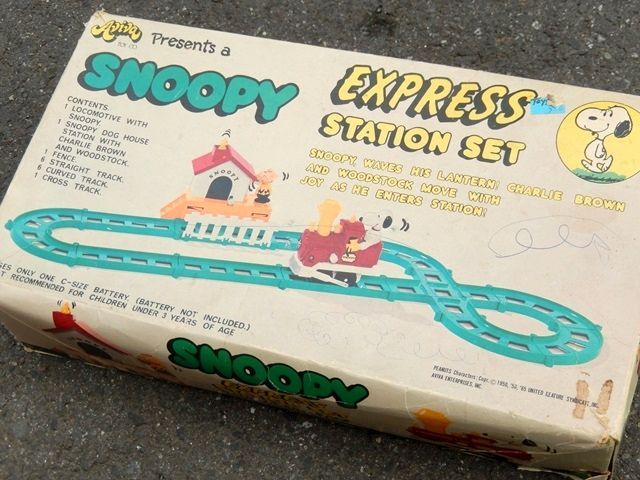 Aviva
TOY CO.
Presents a
SNOOPY
EXPRESS
STATION SET
CONTENTS.
1 LOCOMOTIVE WITH
SNOOPY.
1 SNOOPY DOG HOUSE
STATION WITH
CHARLIE BROWN
AND WOODSTOCK.
1 FENCE.
6 STRAIGHT TRACK.
8 CURVED TRACK.
1 CROSS TRACK.
SNOOPY WAVES HIS LANTERN! CHARLIE BROWN
AND WOODSTOCK MOVE WITH
JOY AS HE ENTERS STATION!
SNOOPY
ES ONLY ONE C-SIZE BATTERY. (BATTERY NOT INCLUDED.)
T RECOMMENDED FOR CHILDREN UNDER 3 YEARS OF AGE
PEANUTS Characters: Copr. © 1950, '52, '65 UNITED FEATURE SYNDICATE, INC.
AVIVA ENTERPRISES, INC.
SNOOPY
EXPRESS